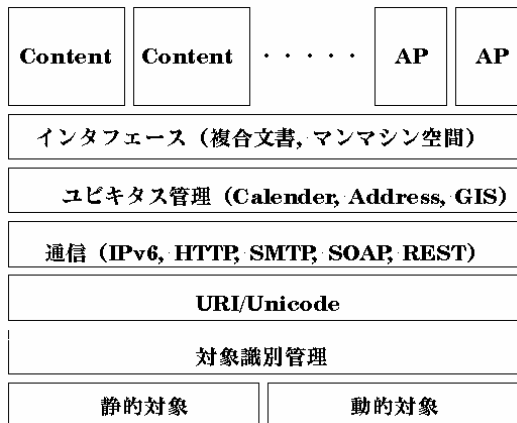 Content Content ・・・・・ AP AP
インタフェース (複合文書, マンマシン空間)
ユビキタス管理 (Calender, Address, GIS)
通信 (IPv6, HTTP, SMTP, SOAP, REST)
URI/Unicode
対象識別管理
静的対象 動的対象